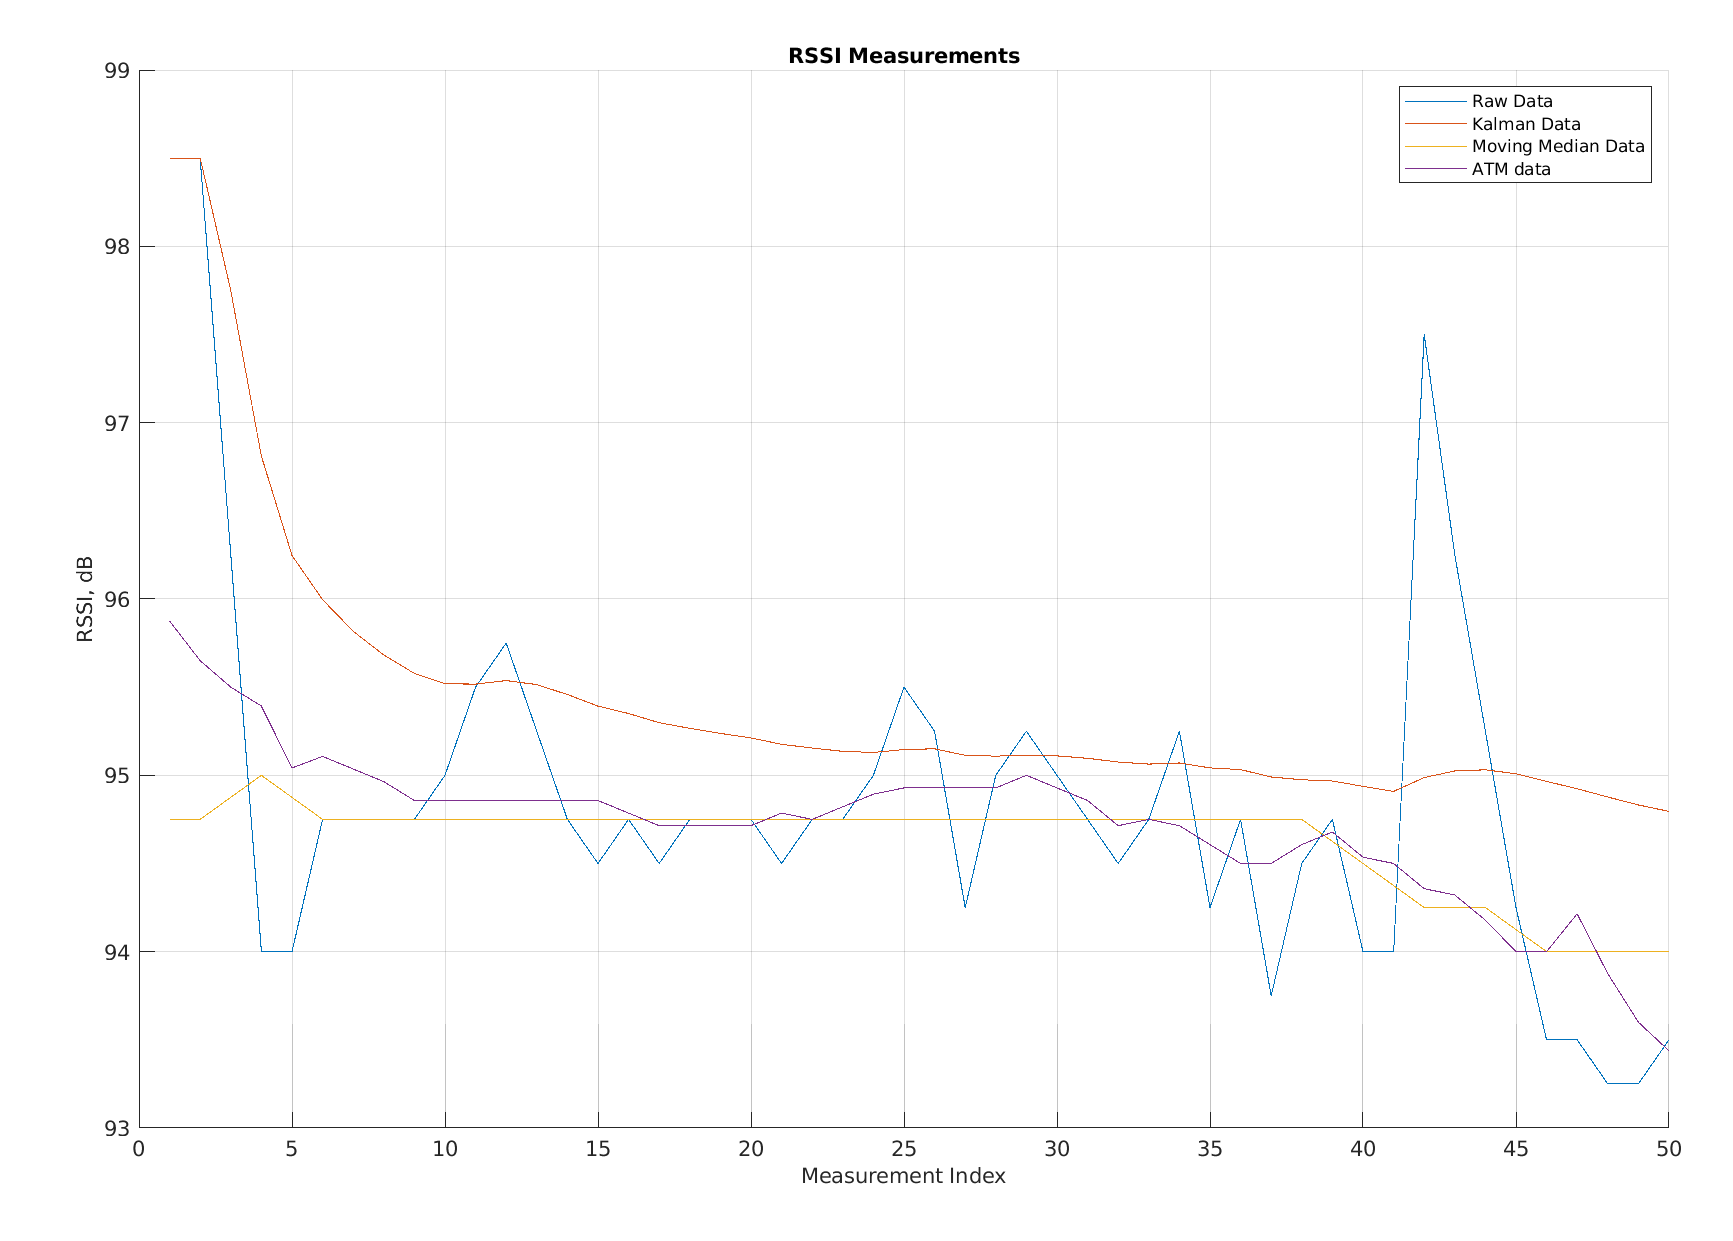 RSSI Measurements
99
98
97
96
95
94
93
RSSI, dB
Raw Data
Kalman Data
Moving Median Data
ATM data
0 5 10 15 20 25 30 35 40 45 50
Measurement Index